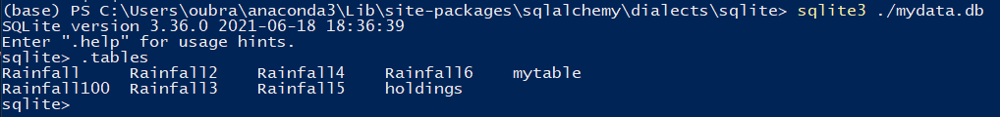 (base) PS C:\Users\oubra\anaconda3\Lib\site-packages\sqlalchemy\dialects\sqlite> sqlite3 ./mydata.db
SQLite version 3.36.0 2021-06-18 18:36:39
Enter ".help" for usage hints.
sqlite> .tables
Rainfall     Rainfall2    Rainfall4    Rainfall6    mytable
Rainfall100  Rainfall3    Rainfall5    holdings
sqlite>